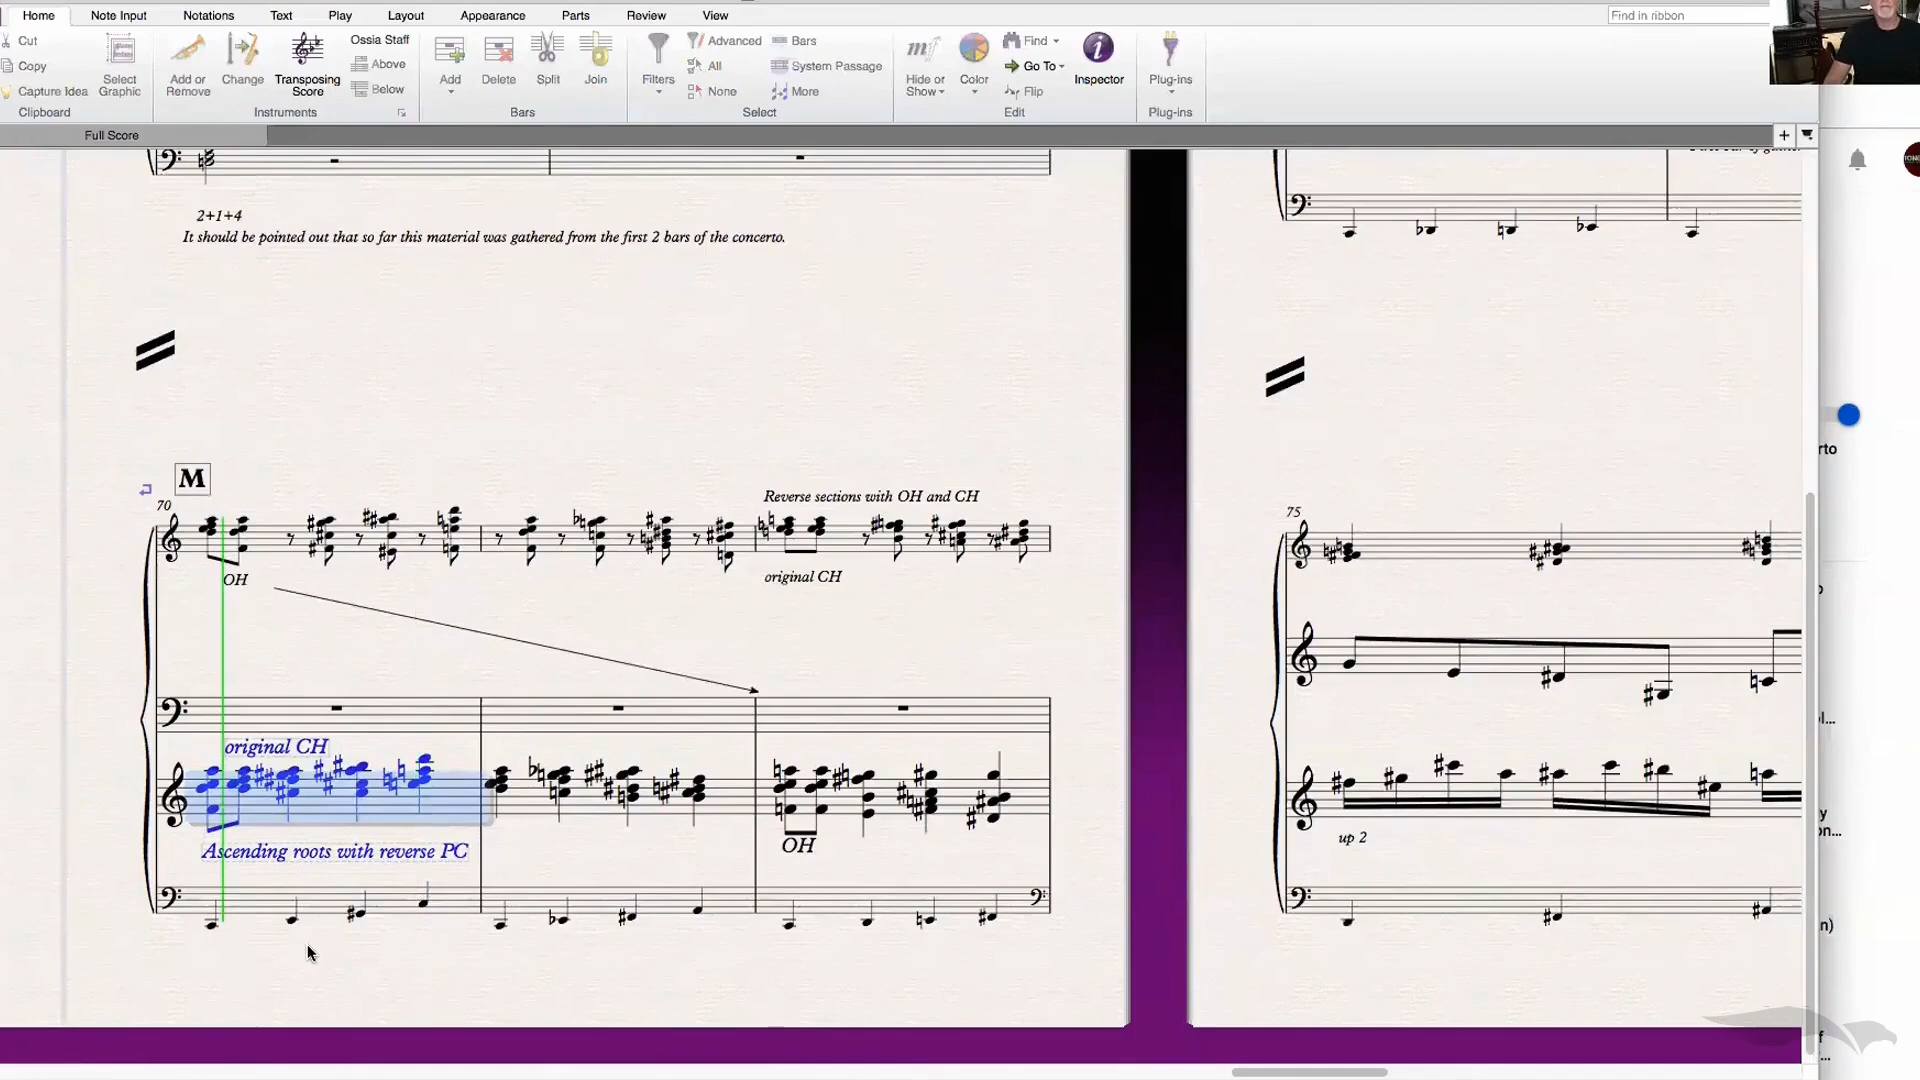 Home Note Input Notations Text Play Layout Appearance Parts Review View Find in ribbon
Cut
Copy
Capture Idea
Clipboard
Select Graphic
Add or Remove
Change
Transposing Score
Ossia Staff
Above
Below
Instruments
Add Delete Split Join
Bars
Filters
Advanced
All
None
Bars
System Passage
More
Select
Hide or Show
Color
Find
Go To
Flip
Inspector
Edit
Plug-ins
Plug-ins
Full Score
2+1+4
It should be pointed out that so far this material was gathered from the first 2 bars of the concerto.
M
70
Reverse sections with OH and CH
OH
original CH
original CH
Ascending roots with reverse PC
OH
75
up 2
rto